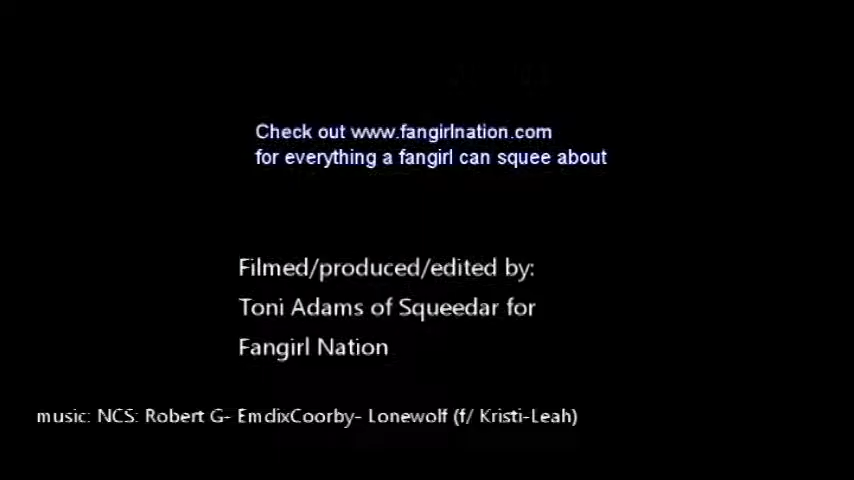 Check out www.fangirlnation.com
for everything a fangirl can squee about
Filmed/produced/edited by:
Toni Adams of Squeedar for
Fangirl Nation
music: NCS: Robert G- EmdixCoorby- Lonewolf (f/ Kristi-Leah)